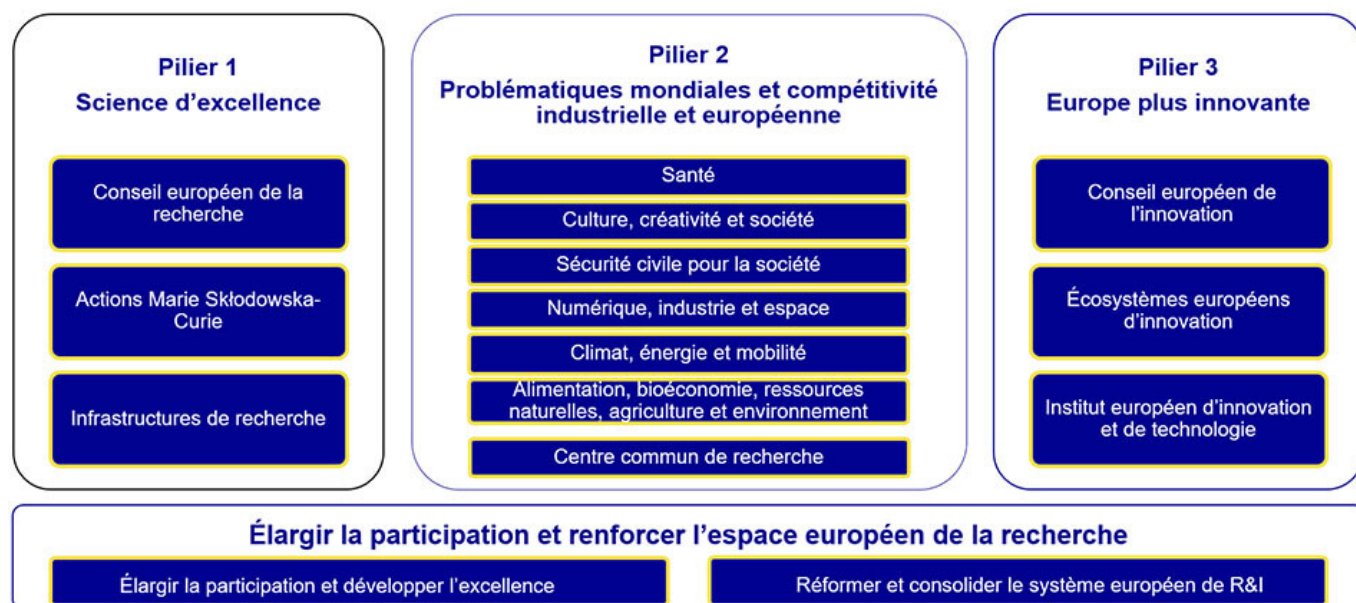 Pilier 1
Science d’excellence
Conseil européen de la
recherche
Actions Marie Skłodowska-
Curie
Infrastructures de recherche
Pilier 2
Problématiques mondiales et compétitivité
industrielle et européenne
Santé
Culture, créativité et société
Sécurité civile pour la société
Numérique, industrie et espace
Climat, énergie et mobilité
Alimentation, bioéconomie, ressources
naturelles, agriculture et environnement
Centre commun de recherche
Pilier 3
Europe plus innovante
Conseil européen de
l’innovation
Écosystèmes européens
d’innovation
Institut européen d’innovation
et de technologie
Élargir la participation et renforcer l’espace européen de la recherche
Élargir la participation et développer l’excellence
Réformer et consolider le système européen de R&I